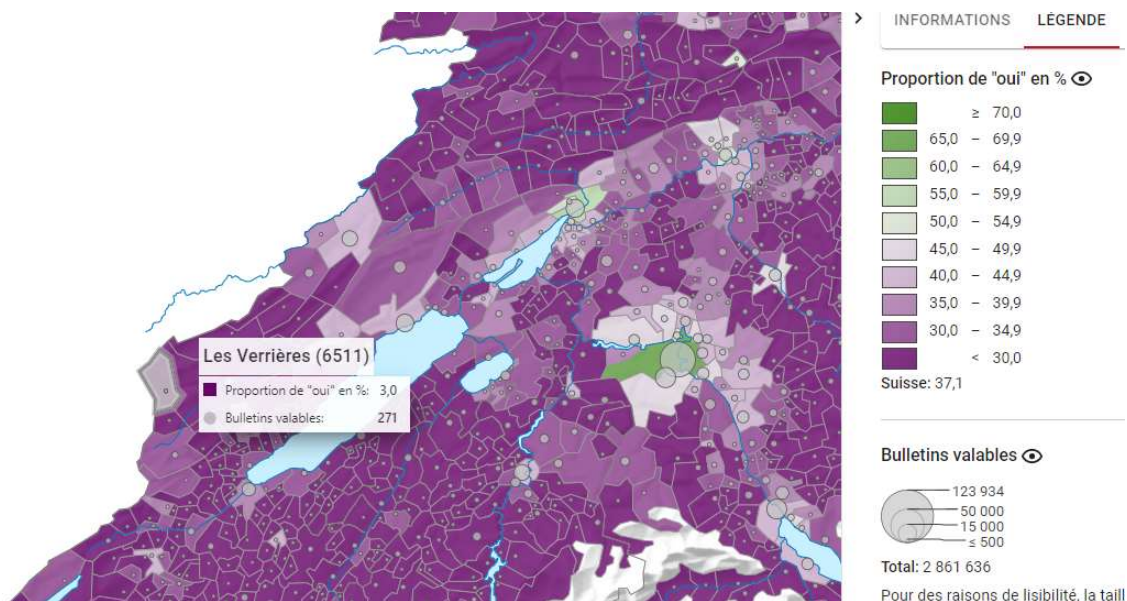 INFORMATIONS LÉGENDE
Proportion de "oui" en %
≥ 70,0
65,0 – 69,9
60,0 – 64,9
55,0 – 59,9
50,0 – 54,9
45,0 – 49,9
40,0 – 44,9
35,0 – 39,9
30,0 – 34,9
< 30,0
Suisse: 37,1
Les Verrières (6511)
Proportion de "oui" en %: 3,0
Bulletins valables: 271
Bulletins valables
123 934
50 000
15 000
≤ 500
Total: 2 861 636
Pour des raisons de lisibilité, la taill